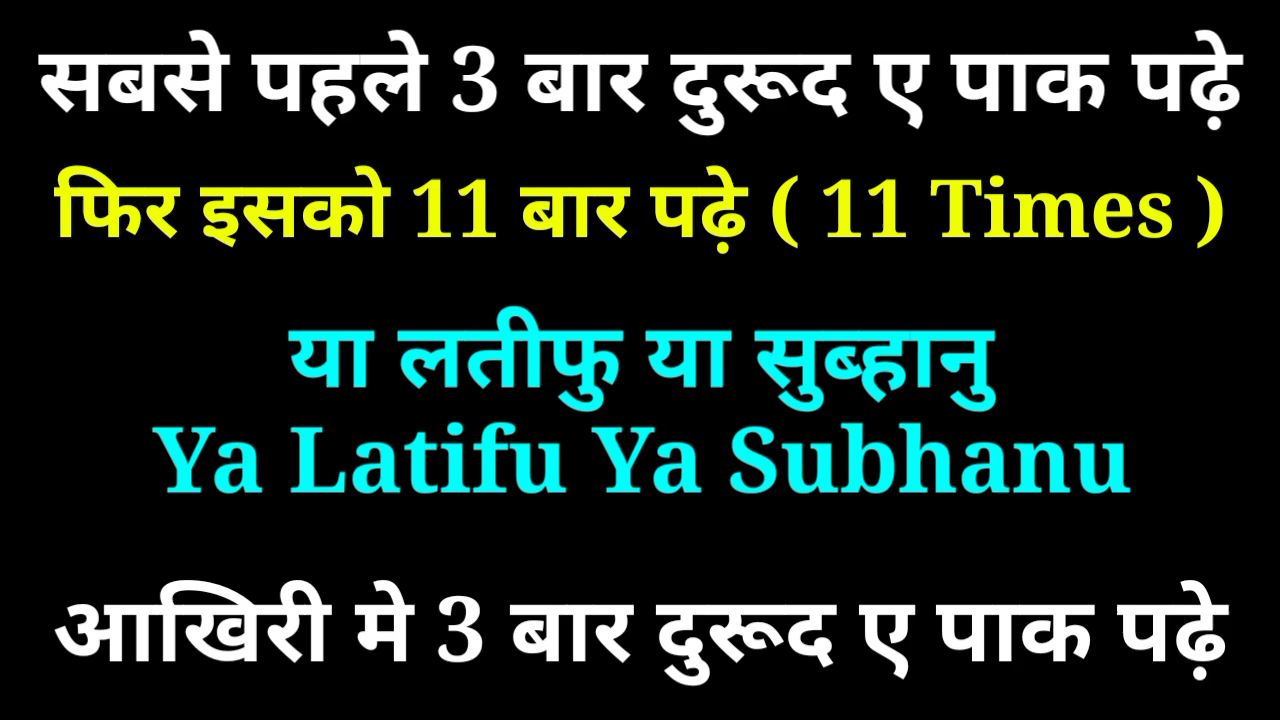 सबसे पहले 3 बार दुरूद ए पाक पढ़े
फिर इसको 11 बार पढ़े ( 11 Times )
या लतीफु या सुब्हानु
Ya Latifu Ya Subhanu
आखिरी मे 3 बार दुरूद ए पाक पढ़े